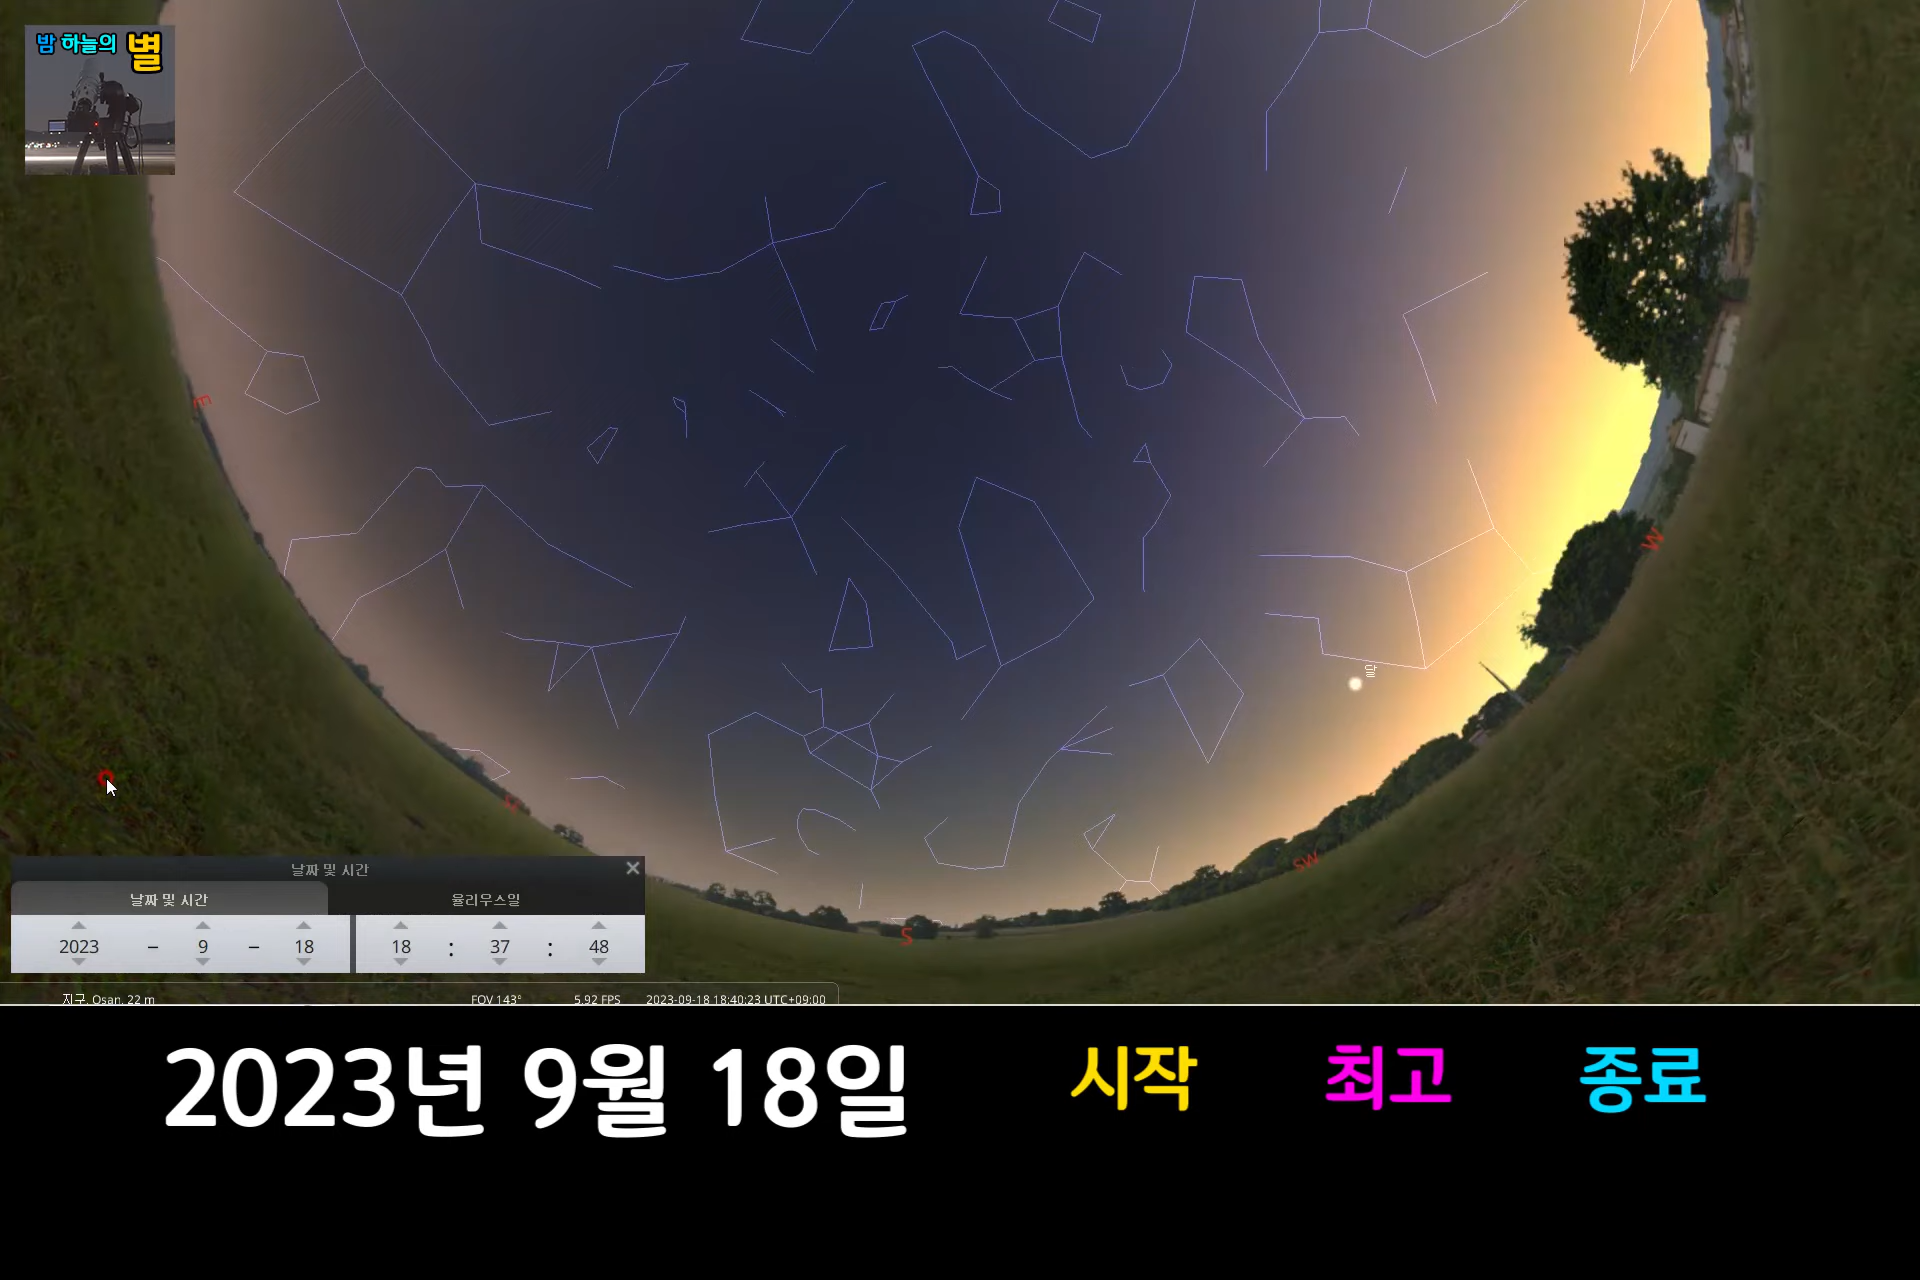 밤 하늘의 별
E
달
W
SW
S
날짜 및 시간
날짜 및 시간 율리우스일
2023 - 9 - 18 18 : 37 : 48
지구, Osan, 22 m FOV 143° 5.92 FPS 2023-09-18 18:40:23 UTC+09:00
2023년 9월 18일 시작 최고 종료